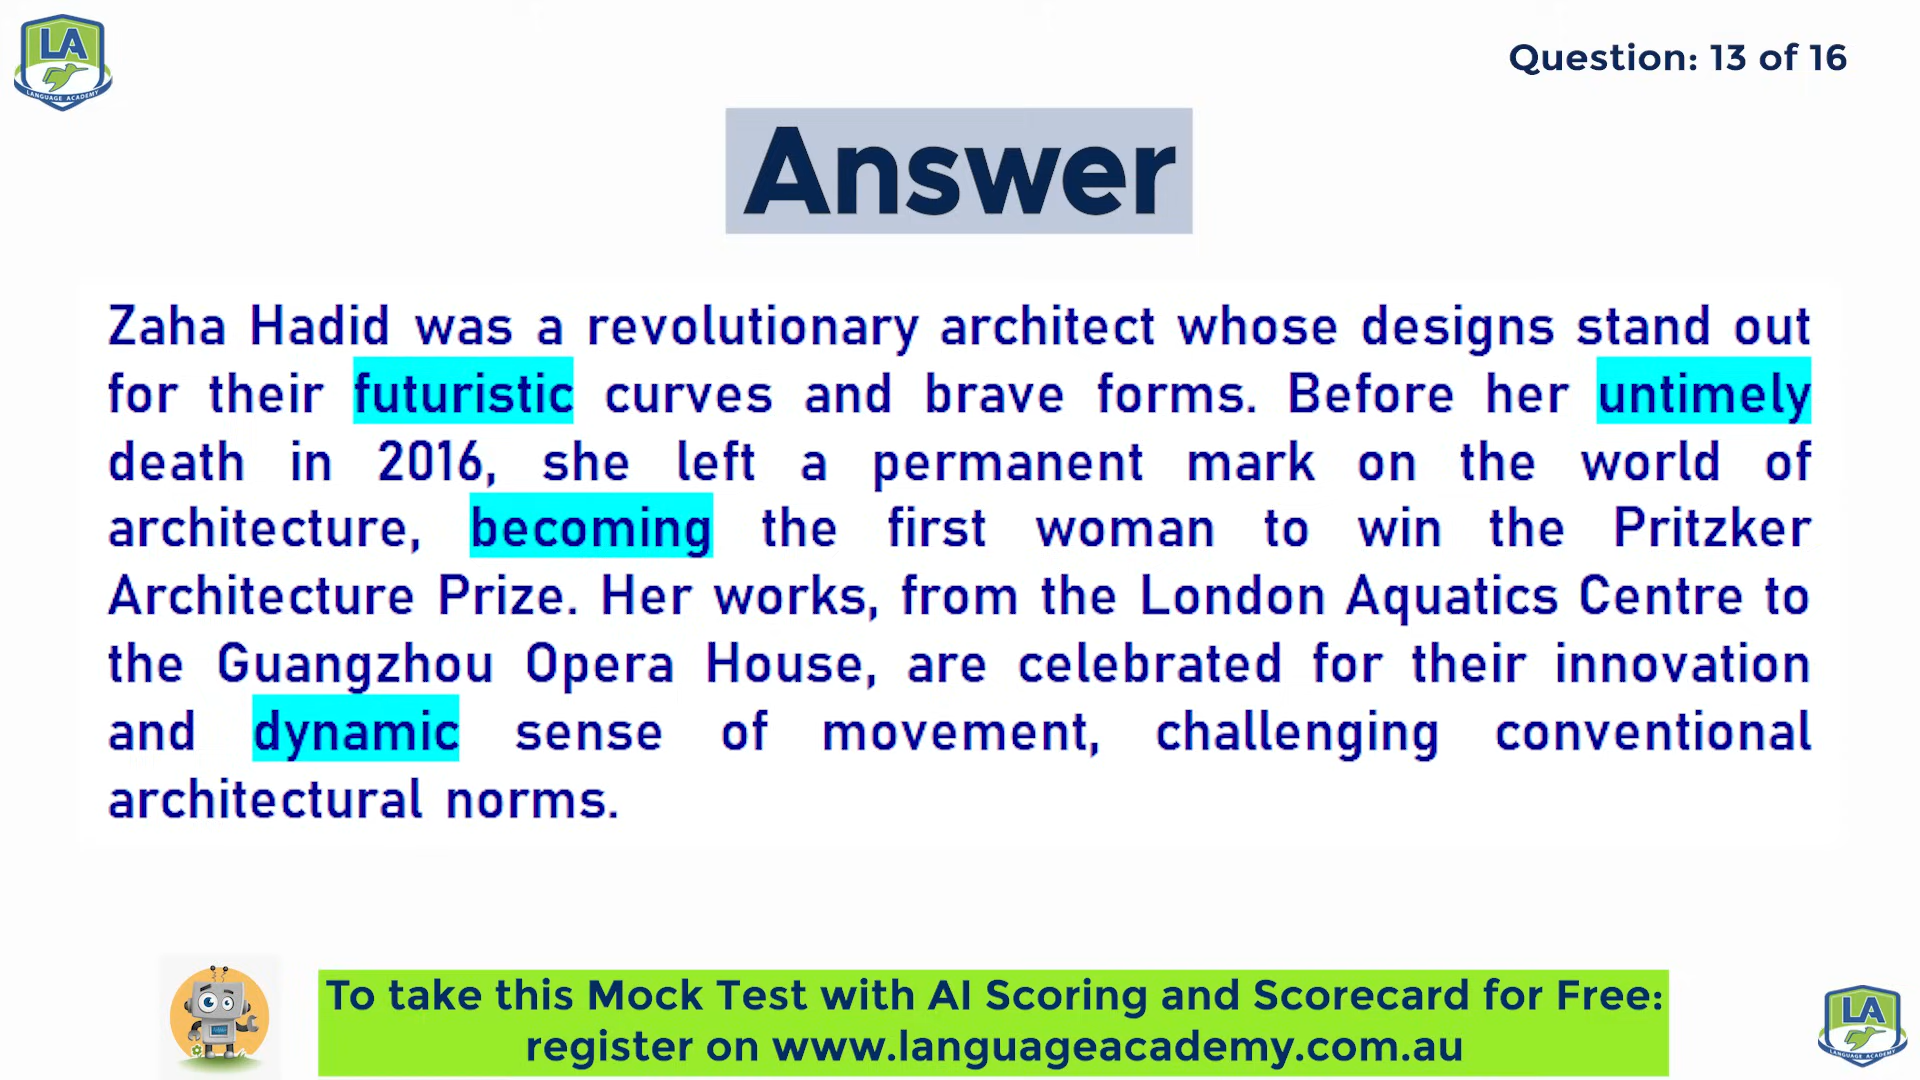 LA
LANGUAGE ACADEMY
Question: 13 of 16
Answer
Zaha Hadid was a revolutionary architect whose designs stand out
for their futuristic curves and brave forms. Before her untimely
death in 2016, she left a permanent mark on the world of
architecture, becoming the first woman to win the Pritzker
Architecture Prize. Her works, from the London Aquatics Centre to
the Guangzhou Opera House, are celebrated for their innovation
and dynamic sense of movement, challenging conventional
architectural norms.
To take this Mock Test with AI Scoring and Scorecard for Free:
register on www.languageacademy.com.au
LA
LANGUAGE ACADEMY